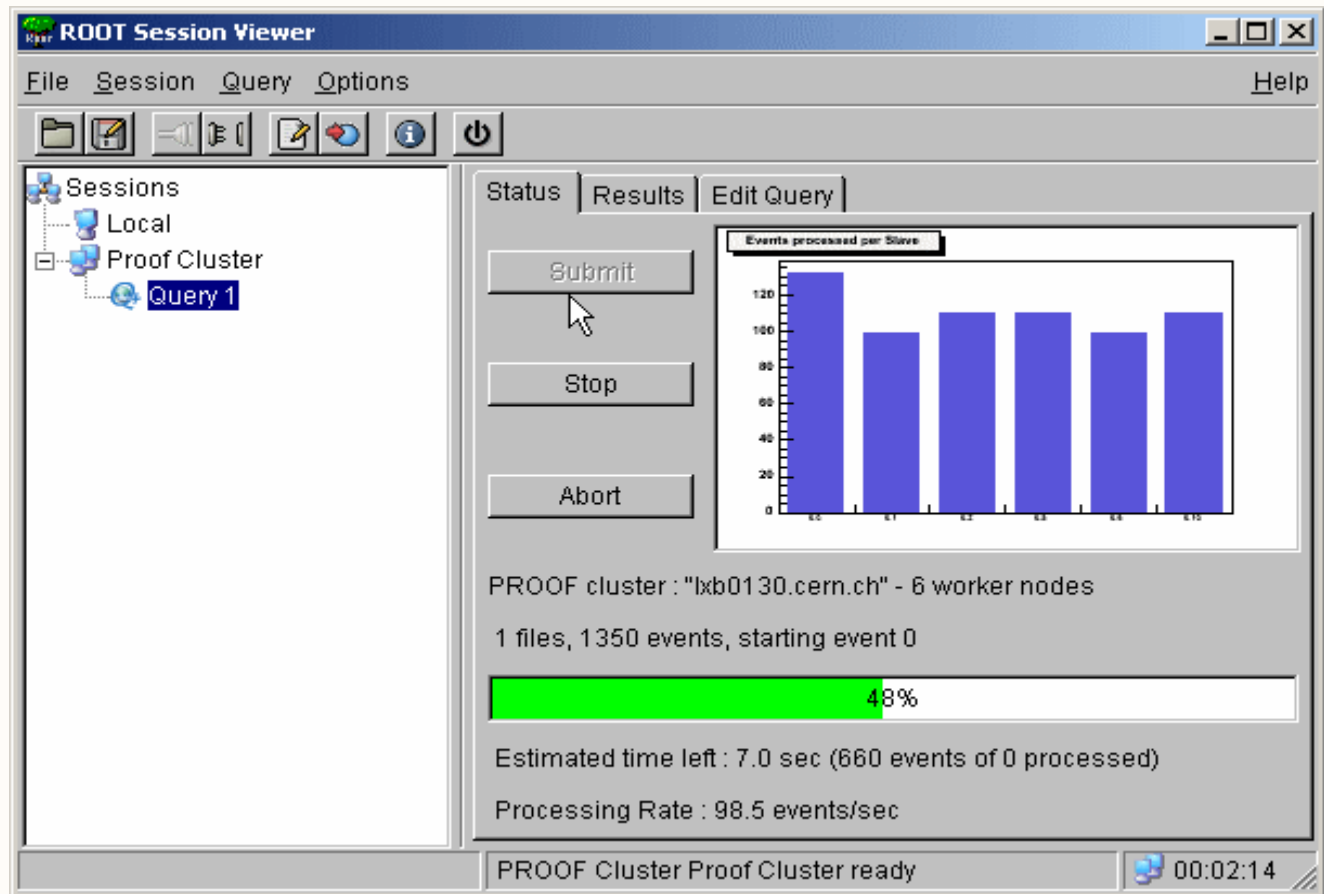 ROOT Session Viewer
File Session Query Options Help
Sessions
Local
Proof Cluster
Query 1
Status Results Edit Query
Submit
Stop
Abort
Events processed per Slave
120
100
80
60
40
20
0
PROOF cluster : "lxb0130.cern.ch" - 6 worker nodes
1 files, 1350 events, starting event 0
48%
Estimated time left : 7.0 sec (660 events of 0 processed)
Processing Rate : 98.5 events/sec
PROOF Cluster Proof Cluster ready
00:02:14